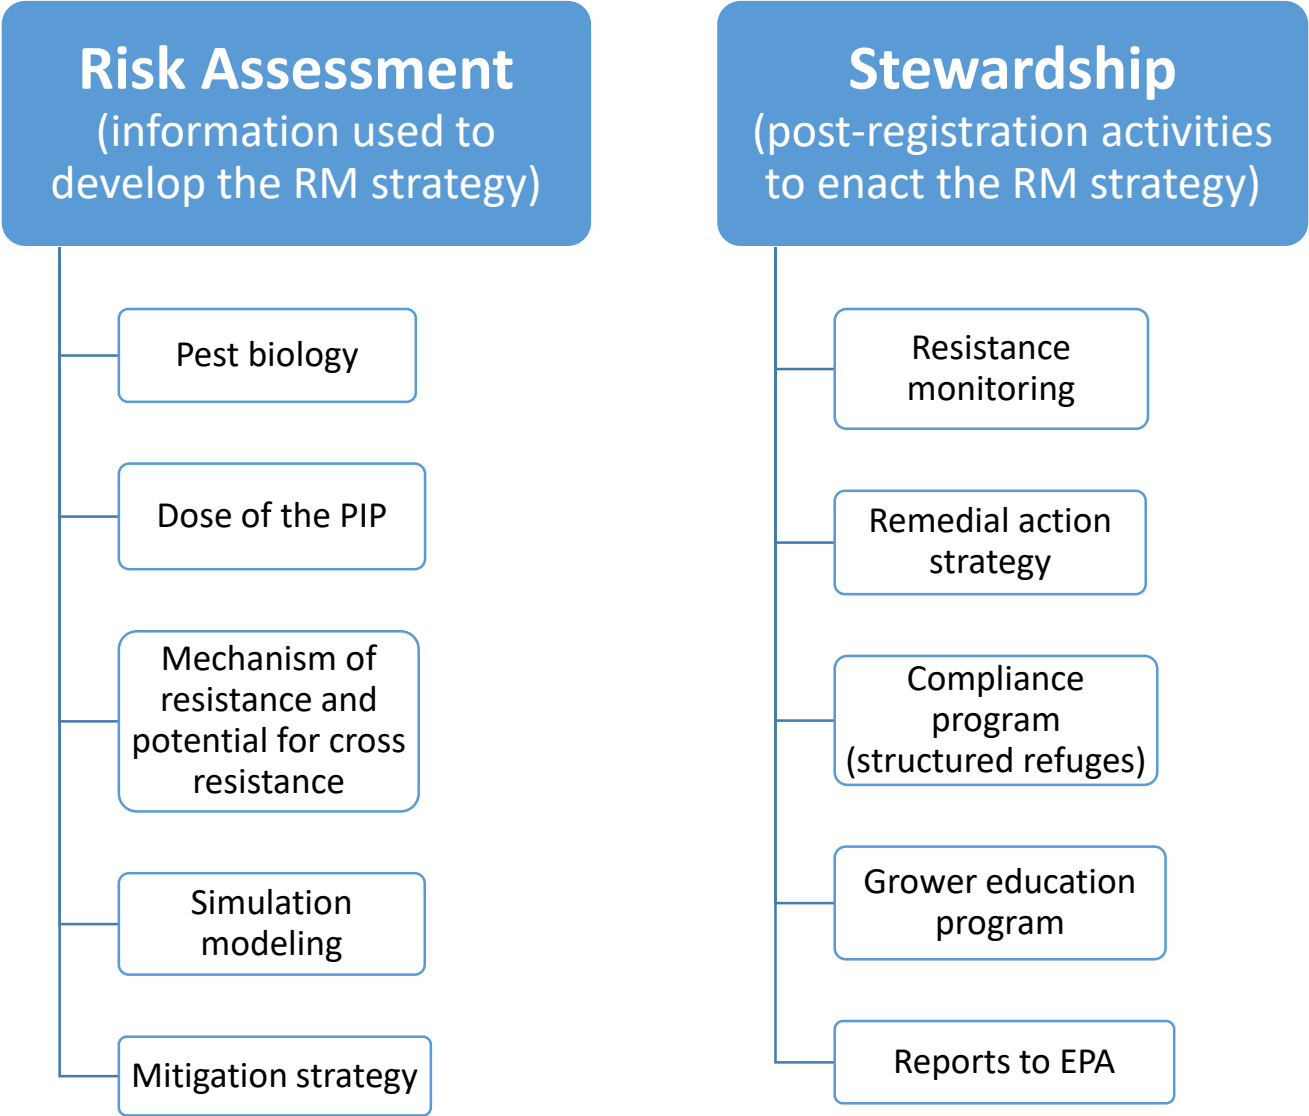 Risk Assessment
(information used to
develop the RM strategy)
Pest biology
Dose of the PIP
Mechanism of
resistance and
potential for cross
resistance
Simulation
modeling
Mitigation strategy
Stewardship
(post-registration activities
to enact the RM strategy)
Resistance
monitoring
Remedial action
strategy
Compliance
program
(structured refuges)
Grower education
program
Reports to EPA